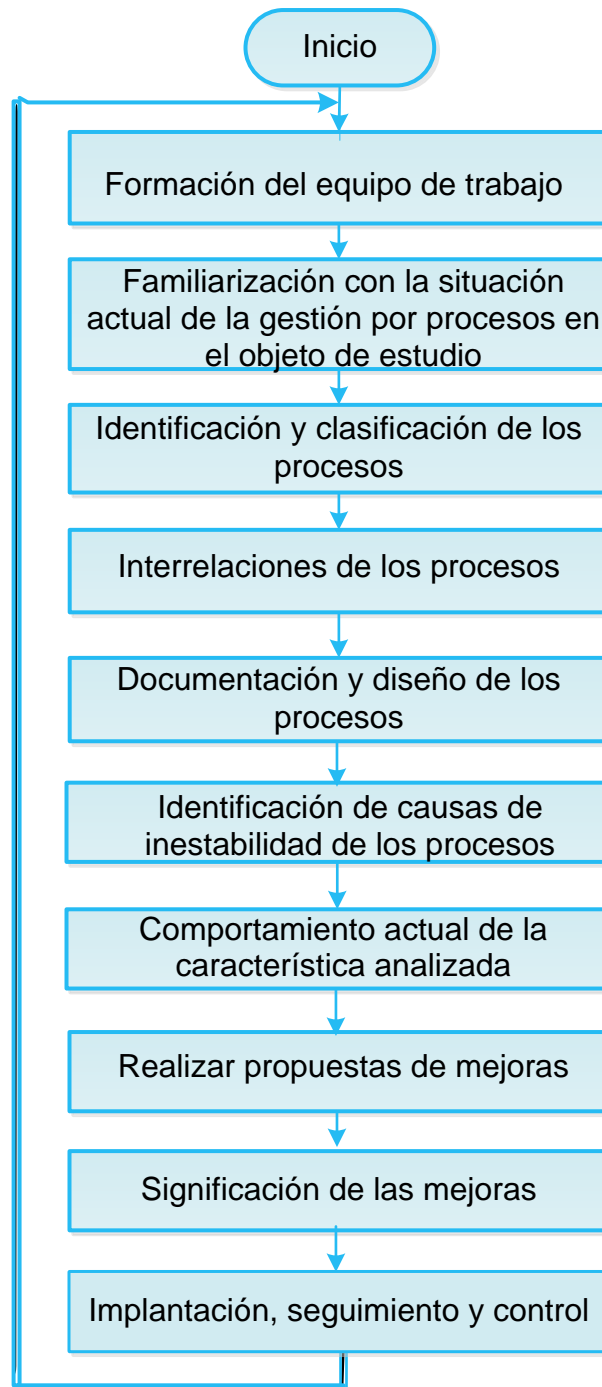 Inicio
Formación del equipo de trabajo
Familiarización con la situación
actual de la gestión por procesos en
el objeto de estudio
Identificación y clasificación de los
procesos
Interrelaciones de los procesos
Documentación y diseño de los
procesos
Identificación de causas de
inestabilidad de los procesos
Comportamiento actual de la
característica analizada
Realizar propuestas de mejoras
Significación de las mejoras
Implantación, seguimiento y control